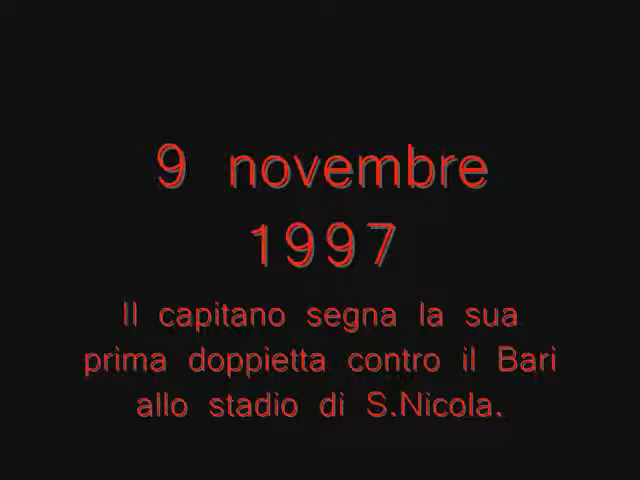 9 novembre
1997
Il capitano segna la sua
prima doppietta contro il Bari
allo stadio di S.Nicola.